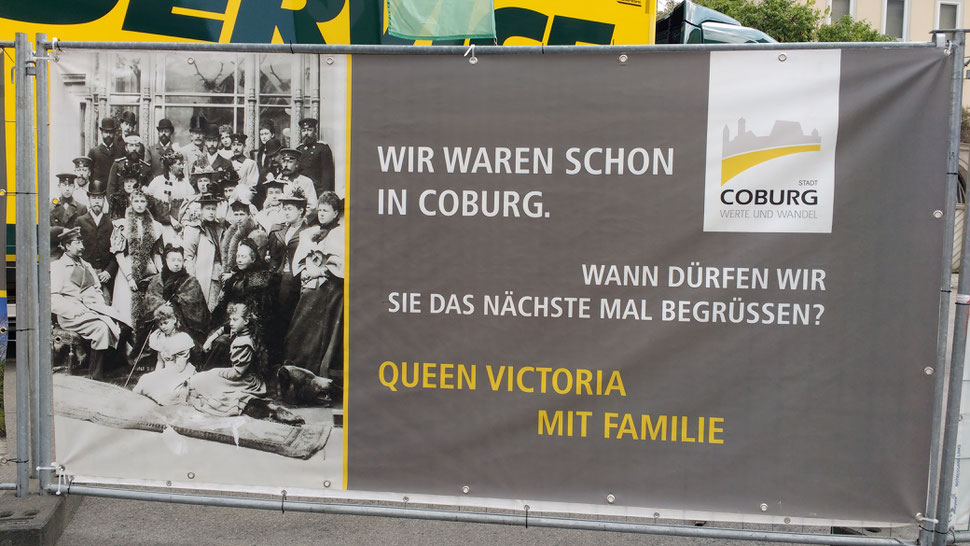 SERVICE
WIR WAREN SCHON
IN COBURG.
STADT
COBURG
WERTE UND WANDEL
WANN DÜRFEN WIR
SIE DAS NÄCHSTE MAL BEGRÜSSEN?
QUEEN VICTORIA
MIT FAMILIE